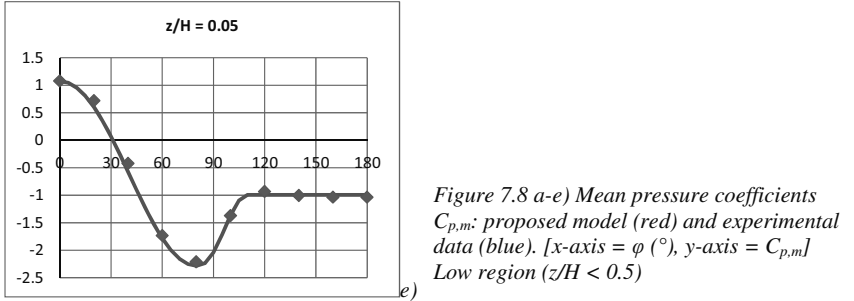 z/H = 0.05
1.5
1
0.5
0
-0.5
-1
-1.5
-2
-2.5
0 30 60 90 120 150 180
e)
Figure 7.8 a-e) Mean pressure coefficients
Cp,m: proposed model (red) and experimental
data (blue). [x-axis = φ (°), y-axis = Cp,m]
Low region (z/H < 0.5)